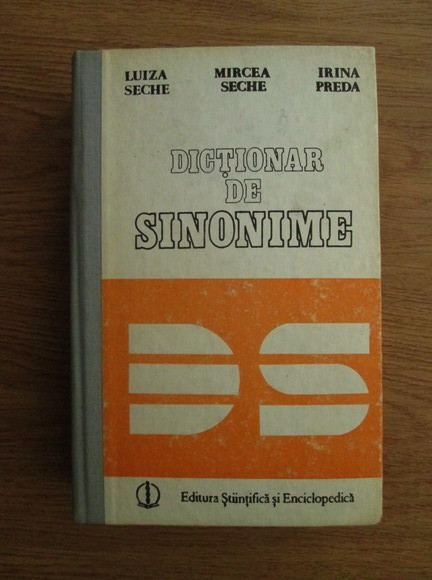 LUIZA SECHE
MIRCEA SECHE
IRINA PREDA
DICȚIONAR
DE
SINONIME
DS
Editura Științifică și Enciclopedică